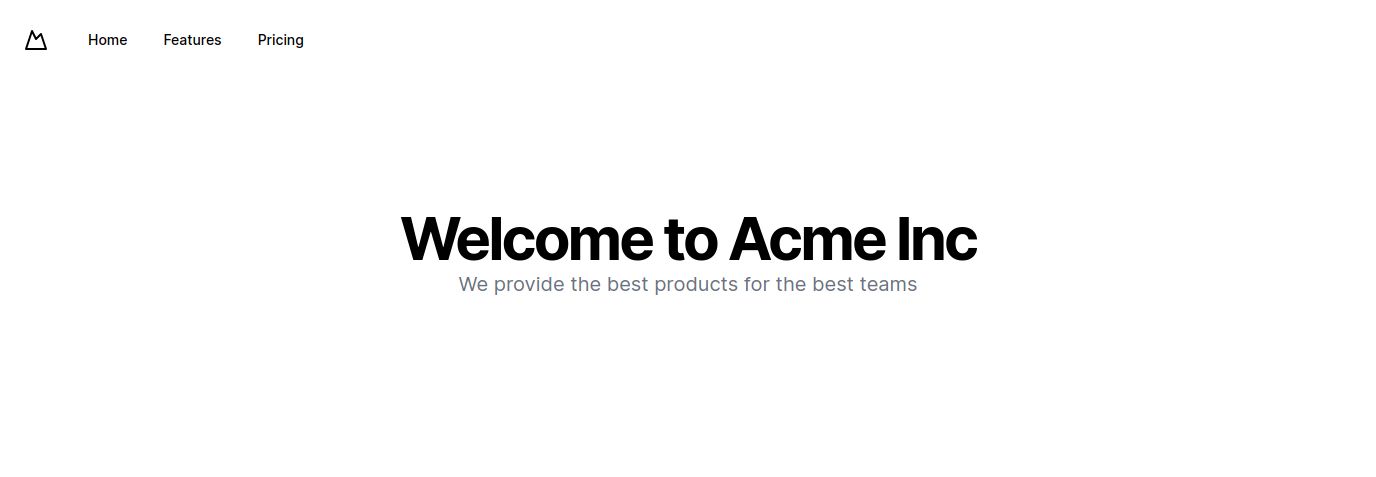 Home Features Pricing
Welcome to Acme Inc
We provide the best products for the best teams